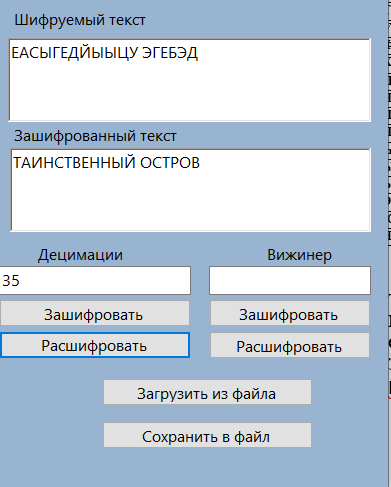 Шифруемый текст
ЕАСЫГЕДЙЫЫЦУ ЭГЕБЭД
Зашифрованный текст
ТАИНСТВЕННЫЙ ОСТРОВ
Децимации Вижинер
35
Зашифровать Зашифровать
Расшифровать Расшифровать
Загрузить из файла
Сохранить в файл